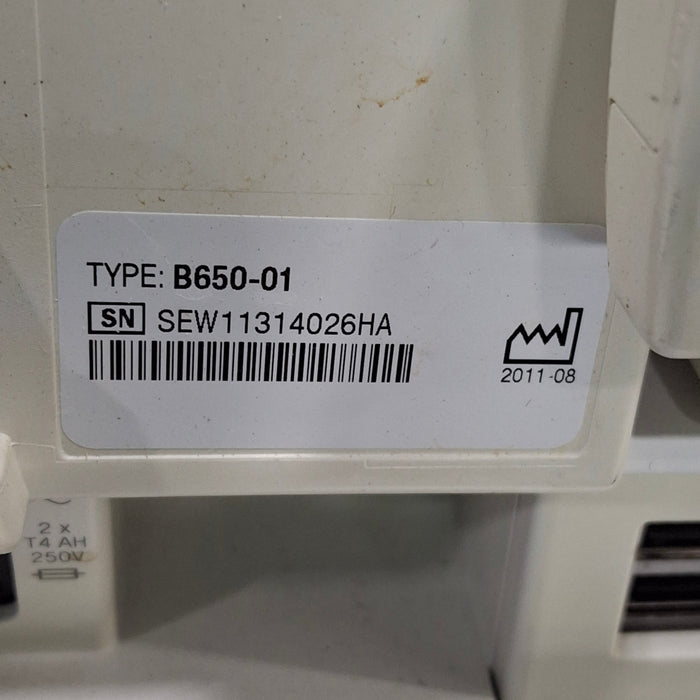 TYPE: B650-01
SN SEW11314026HA
2011-08
2 x
T4 AH
250V